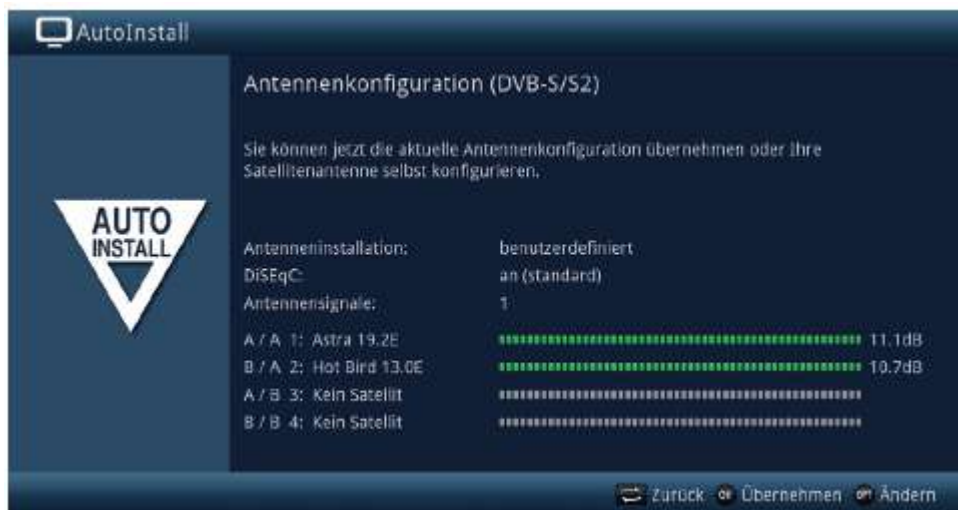 AutoInstall
Antennenkonfiguration (DVB-S/S2)
Sie können jetzt die aktuelle Antennenkonfiguration übernehmen oder Ihre
Satellitenantenne selbst konfigurieren.
AUTO
INSTALL
Antenneninstallation: benutzerdefiniert
DiSEqC: an (standard)
Antennensignale: 1
A / A 1: Astra 19.2E 11.1dB
B / A 2: Hot Bird 13.0E 10.7dB
A / B 3: Kein Satellit
B / B 4: Kein Satellit
Zurück OK Übernehmen OPT Ändern